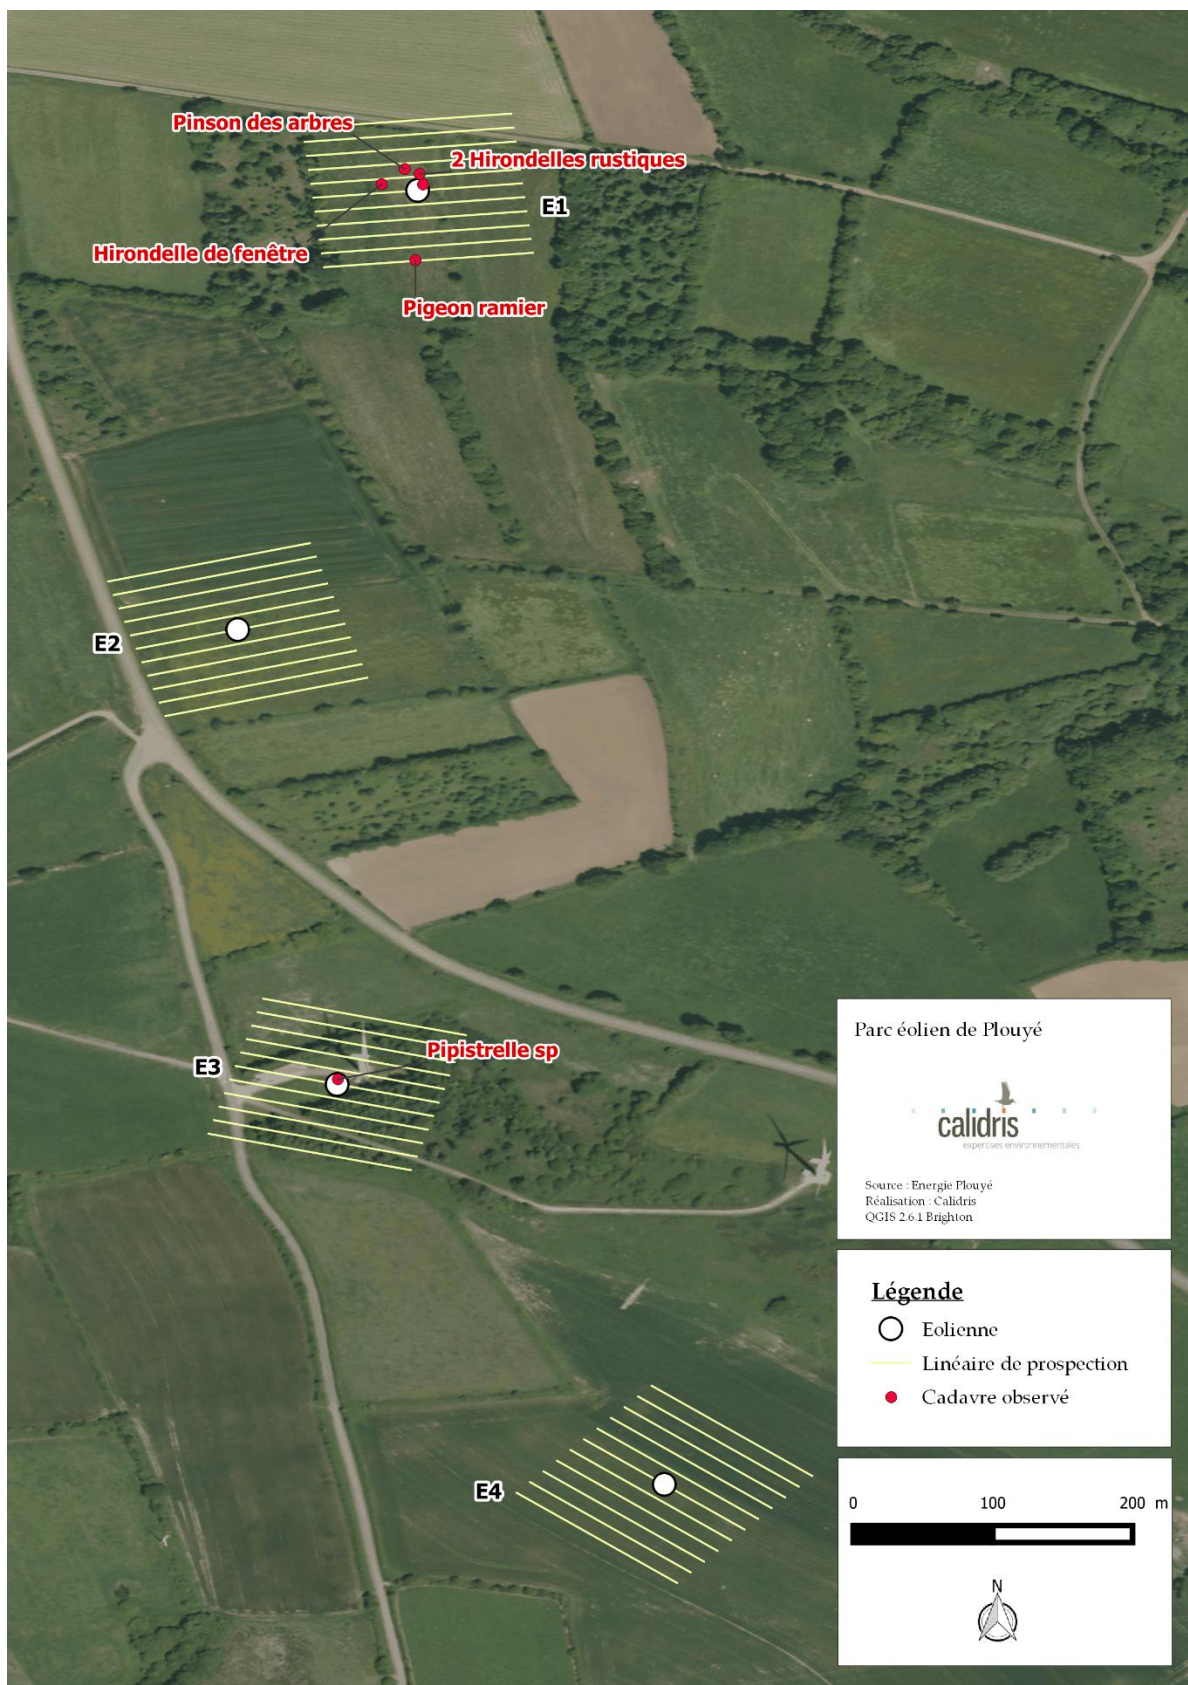 Pinson des arbres
2 Hirondelles rustiques
E1
Hirondelle de fenêtre
Pigeon ramier
E2
E3
Pipistrelle sp
E4
Parc éolien de Plouyé
calidris
expertises environnementales
Source : Energie Plouyé
Réalisation : Calidris
QGIS 2.6.1 Brighton
Légende
Eolienne
Linéaire de prospection
Cadavre observé
0 100 200 m
N